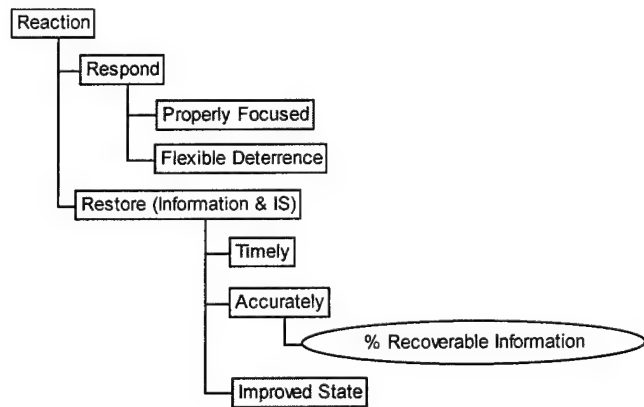 Reaction
Respond
Properly Focused
Flexible Deterrence
Restore (Information & IS)
Timely
Accurately
% Recoverable Information
Improved State